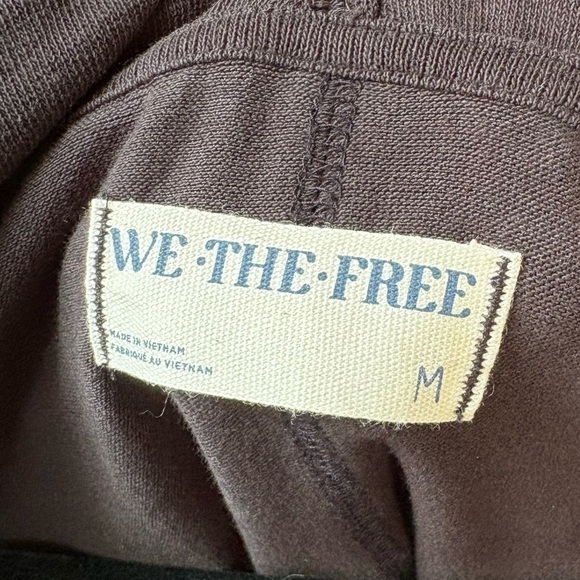 WE·THE·FREE
MADE IN VIETNAM
FABRIQUÉ AU VIETNAM
M